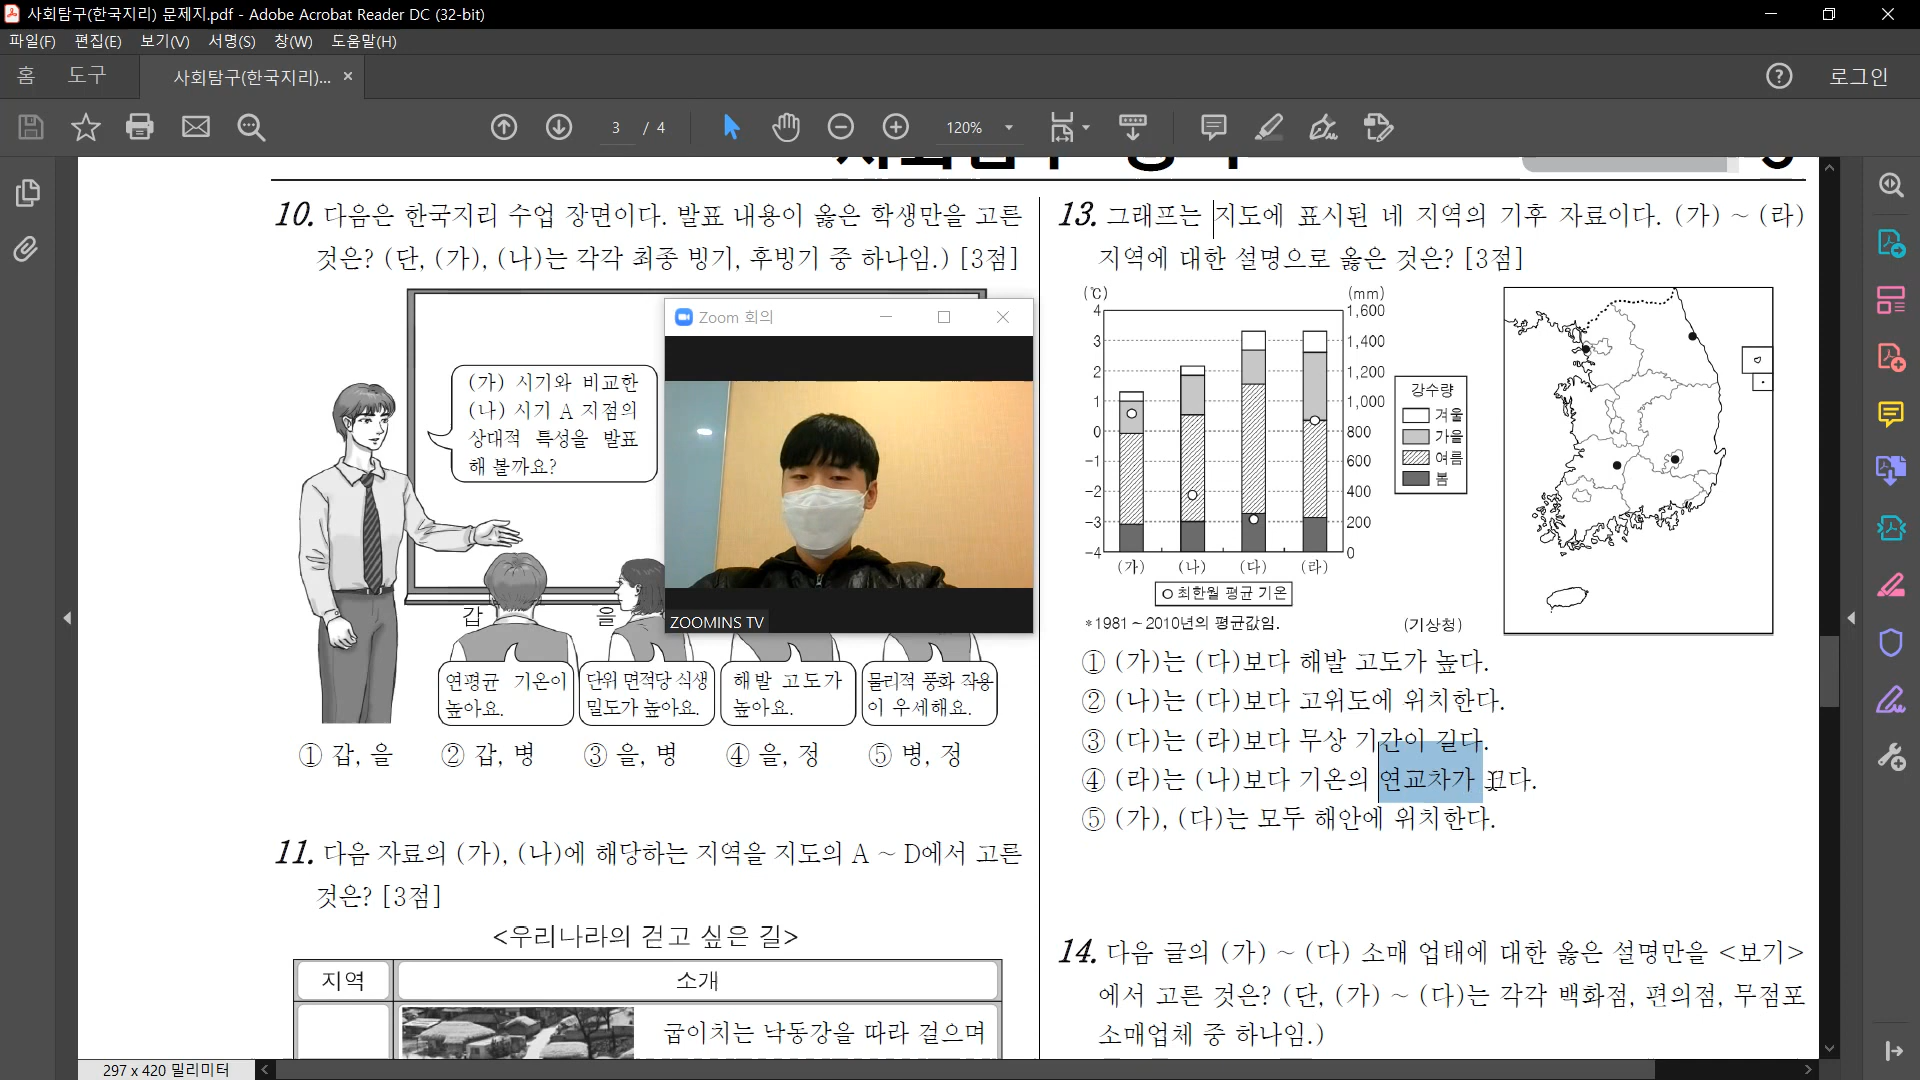 사회탐구(한국지리) 문제지.pdf - Adobe Acrobat Reader DC (32-bit)
파일(F) 편집(E) 보기(V) 서명(S) 창(W) 도움말(H)
홈 도구 사회탐구(한국지리)... × 로그인
3 / 4 120%
10. 다음은 한국지리 수업 장면이다. 발표 내용이 옳은 학생만을 고른
것은? (단, (가), (나)는 각각 최종 빙기, 후빙기 중 하나임.) [3점]
(가) 시기와 비교한
(나) 시기 A 지점의
상대적 특성을 발표
해 볼까요?
Zoom 회의
ZOOMINS TV
갑 을
연평균 기온이
높아요.
단위 면적당 식생
밀도가 높아요.
해발 고도가
높아요.
물리적 풍화 작용
이 우세해요.
① 갑, 을 ② 갑, 병 ③ 을, 병 ④ 을, 정 ⑤ 병, 정
11. 다음 자료의 (가), (나)에 해당하는 지역을 지도의 A ~ D에서 고른
것은? [3점]
<우리나라의 걷고 싶은 길>
지역 소개
굽이치는 낙동강을 따라 걸으며
13. 그래프는 지도에 표시된 네 지역의 기후 자료이다. (가) ~ (라)
지역에 대한 설명으로 옳은 것은? [3점]
(℃) (mm)
4 1,600
3 1,400
2 1,200
1 1,000
0 800
-1 600
-2 400
-3 200
-4 0
(가) (나) (다) (라)
강수량
겨울
가을
여름
봄
○ 최한월 평균 기온
*1981 ~ 2010년의 평균값임. (기상청)
① (가)는 (다)보다 해발 고도가 높다.
② (나)는 (다)보다 고위도에 위치한다.
③ (다)는 (라)보다 무상 기간이 길다.
④ (라)는 (나)보다 기온의 연교차가 크다.
⑤ (가), (다)는 모두 해안에 위치한다.
14. 다음 글의 (가) ~ (다) 소매 업태에 대한 옳은 설명만을 <보기>
에서 고른 것은? (단, (가) ~ (다)는 각각 백화점, 편의점, 무점포
소매업체 중 하나임.)
297 x 420 밀리미터